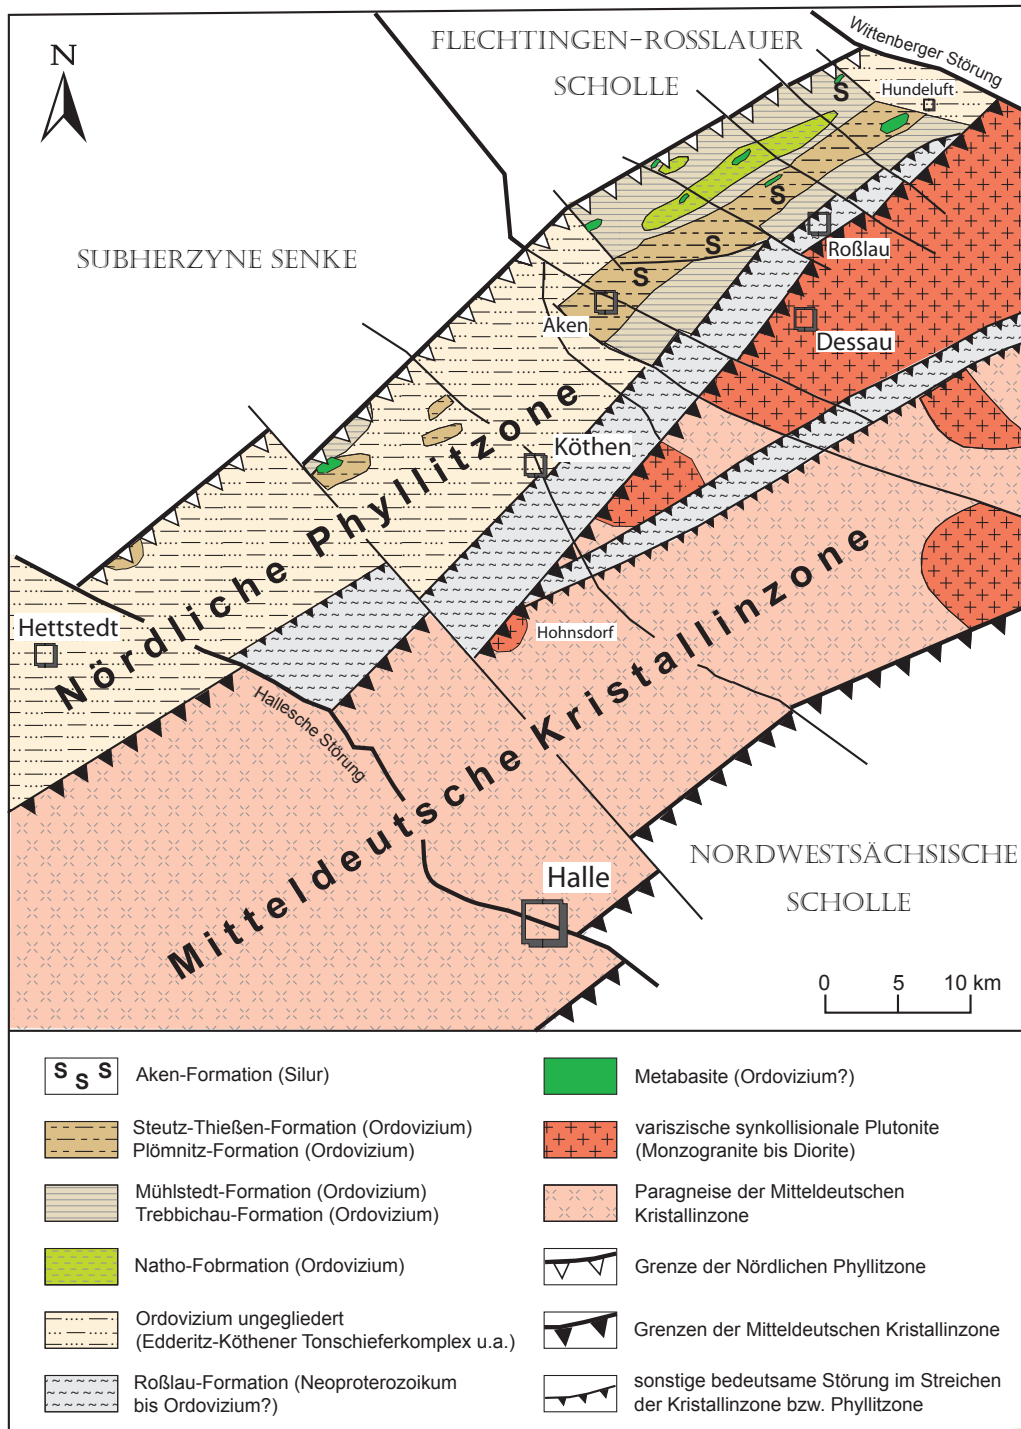 FLECHTINGEN-ROSSLAUER
SCHOLLE
Wittenberger Störung
N
Hundeluft
S
SUBHERZYNE SENKE
S
Roßlau
S
S
Aken
Dessau
Köthen
Nördliche Phyllitzone
Hettstedt
Hohnsdorf
Hallesche Störung
Mitteldeutsche Kristallinzone
NORDWESTSÄCHSISCHE
SCHOLLE
Halle
0 5 10 km
S S S
Aken-Formation (Silur)
Steutz-Thießen-Formation (Ordovizium)
Plömnitz-Formation (Ordovizium)
Mühlstedt-Formation (Ordovizium)
Trebbichau-Formation (Ordovizium)
Natho-Fobrmation (Ordovizium)
Ordovizium ungegliedert
(Edderitz-Köthener Tonschieferkomplex u.a.)
Roßlau-Formation (Neoproterozoikum
bis Ordovizium?)
Metabasite (Ordovizium?)
variszische synkollisionale Plutonite
(Monzogranite bis Diorite)
Paragneise der Mitteldeutschen
Kristallinzone
Grenze der Nördlichen Phyllitzone
Grenzen der Mitteldeutschen Kristallinzone
sonstige bedeutsame Störung im Streichen
der Kristallinzone bzw. Phyllitzone